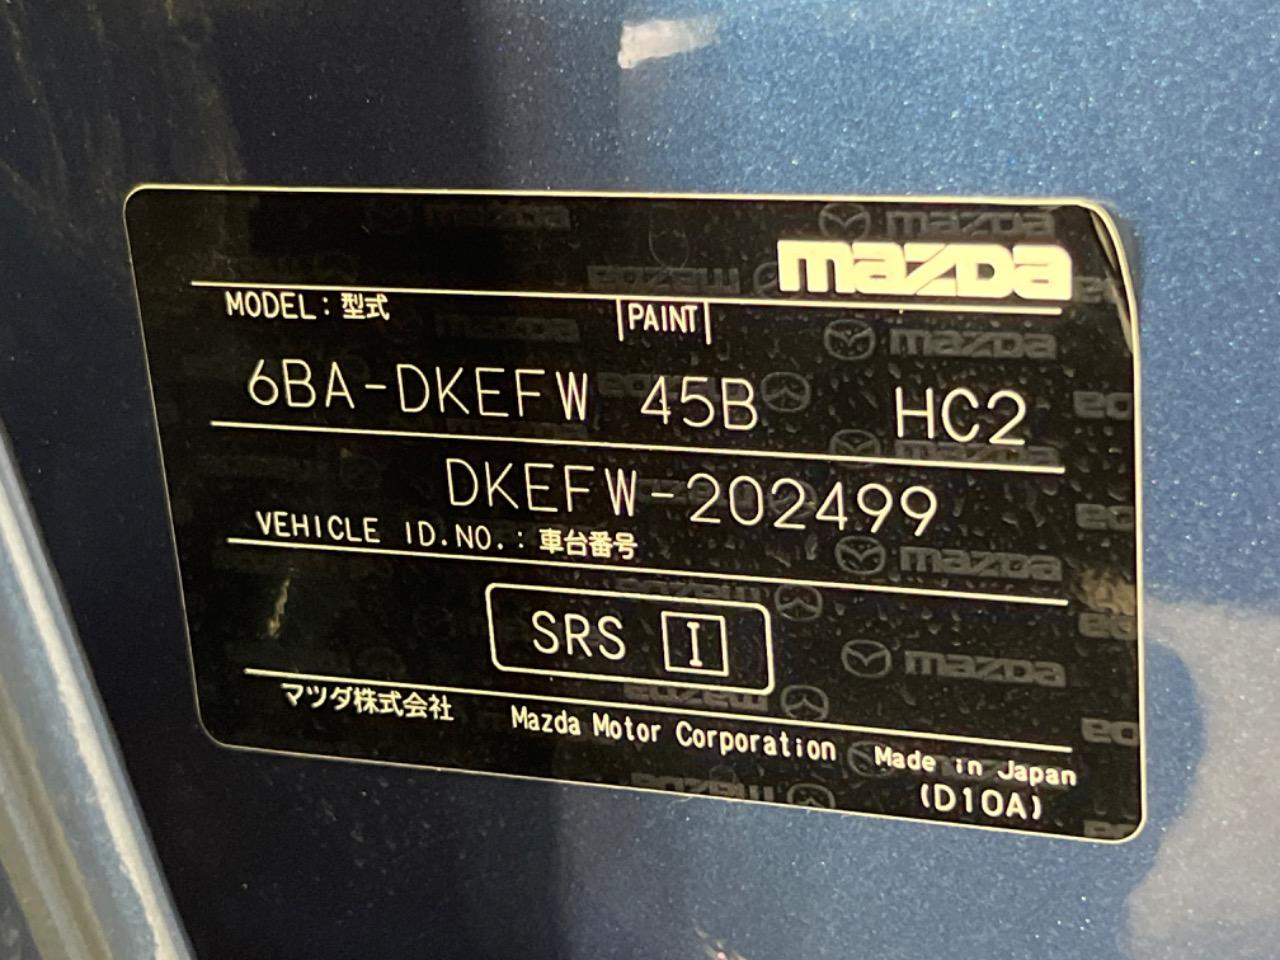 mazda
MODEL: 型式 PAINT
6BA-DKEFW 45B HC2
DKEFW-202499
VEHICLE ID.NO.: 車台番号
SRS I
マツダ株式会社 Mazda Motor Corporation Made in Japan
(D10A)